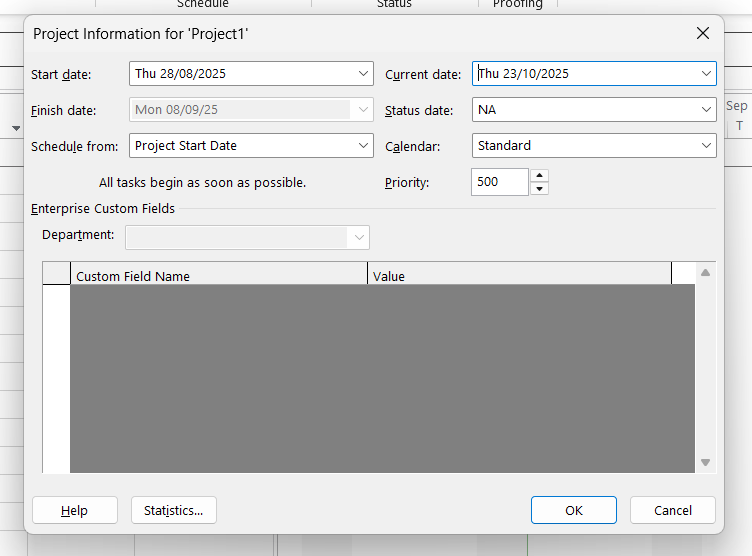 Schedule Status Proofing
Project Information for 'Project1'
Start date: Thu 28/08/2025 Current date: Thu 23/10/2025
Finish date: Mon 08/09/25 Status date: NA
Sep
Schedule from: Project Start Date Calendar: Standard
T
All tasks begin as soon as possible. Priority: 500
Enterprise Custom Fields
Department:
Custom Field Name Value
Help Statistics... OK Cancel